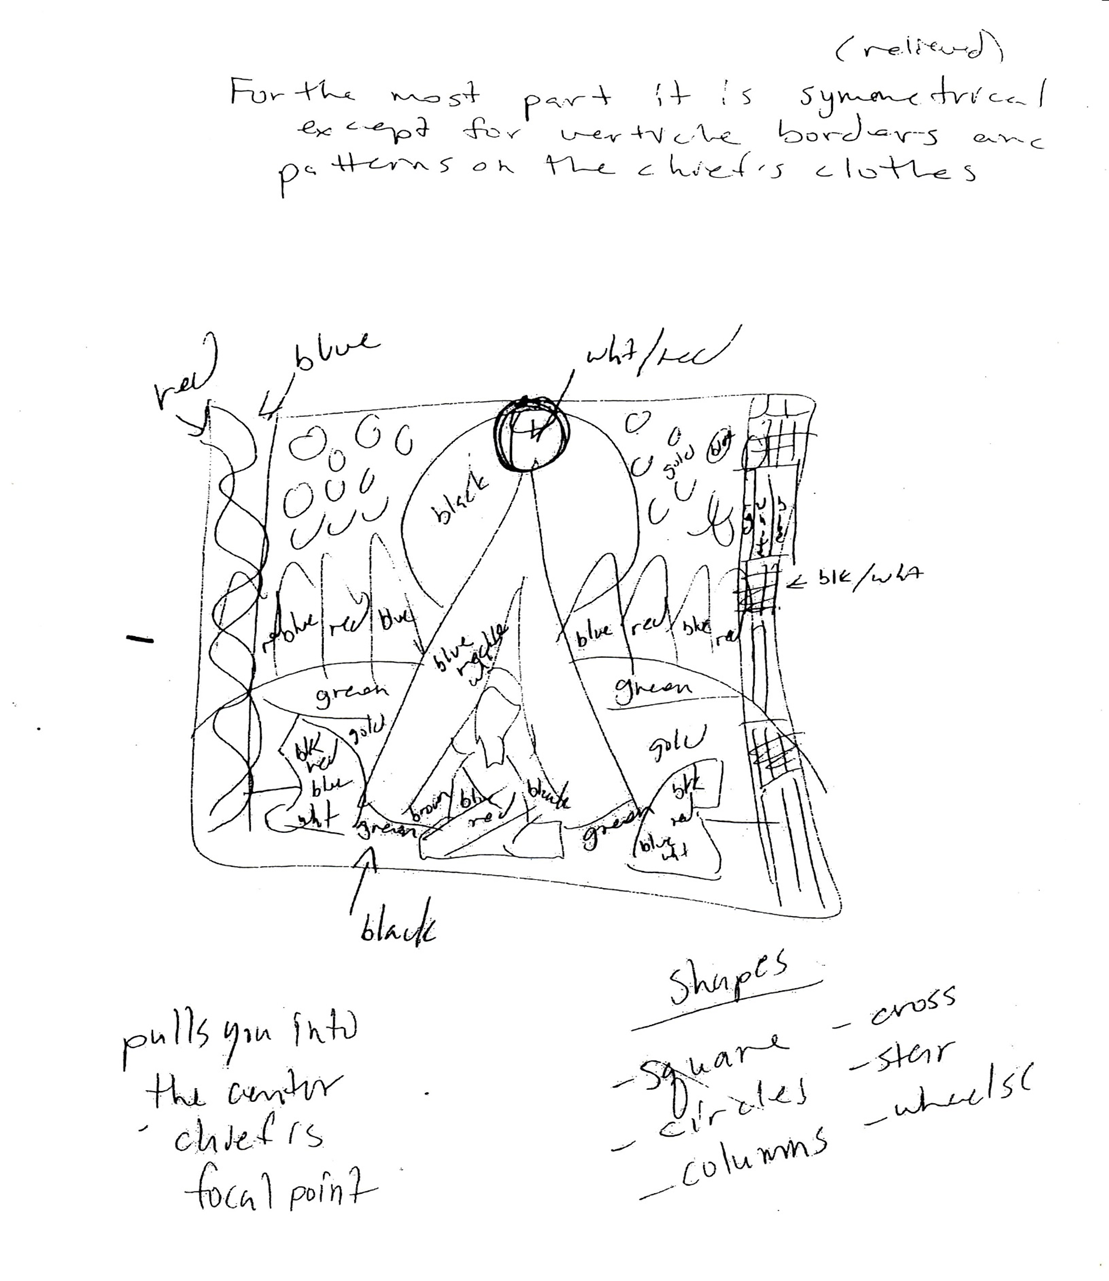 (relieved)
For the most part it is symmetrical
except for verticle borders and
patterns on the chief's clothes
red
blue
wht/red
black
gold
blk/wht
blue red blue
blue red blue red
blue
green
green
gold
gold
blk
red
blue
wht
blk
red
blue
wht
brown
blue
red
black
green
green
black
pulls you into
the center
chief is
focal point
Shapes
- square
- circles
- columns
- cross
- star
- wheels